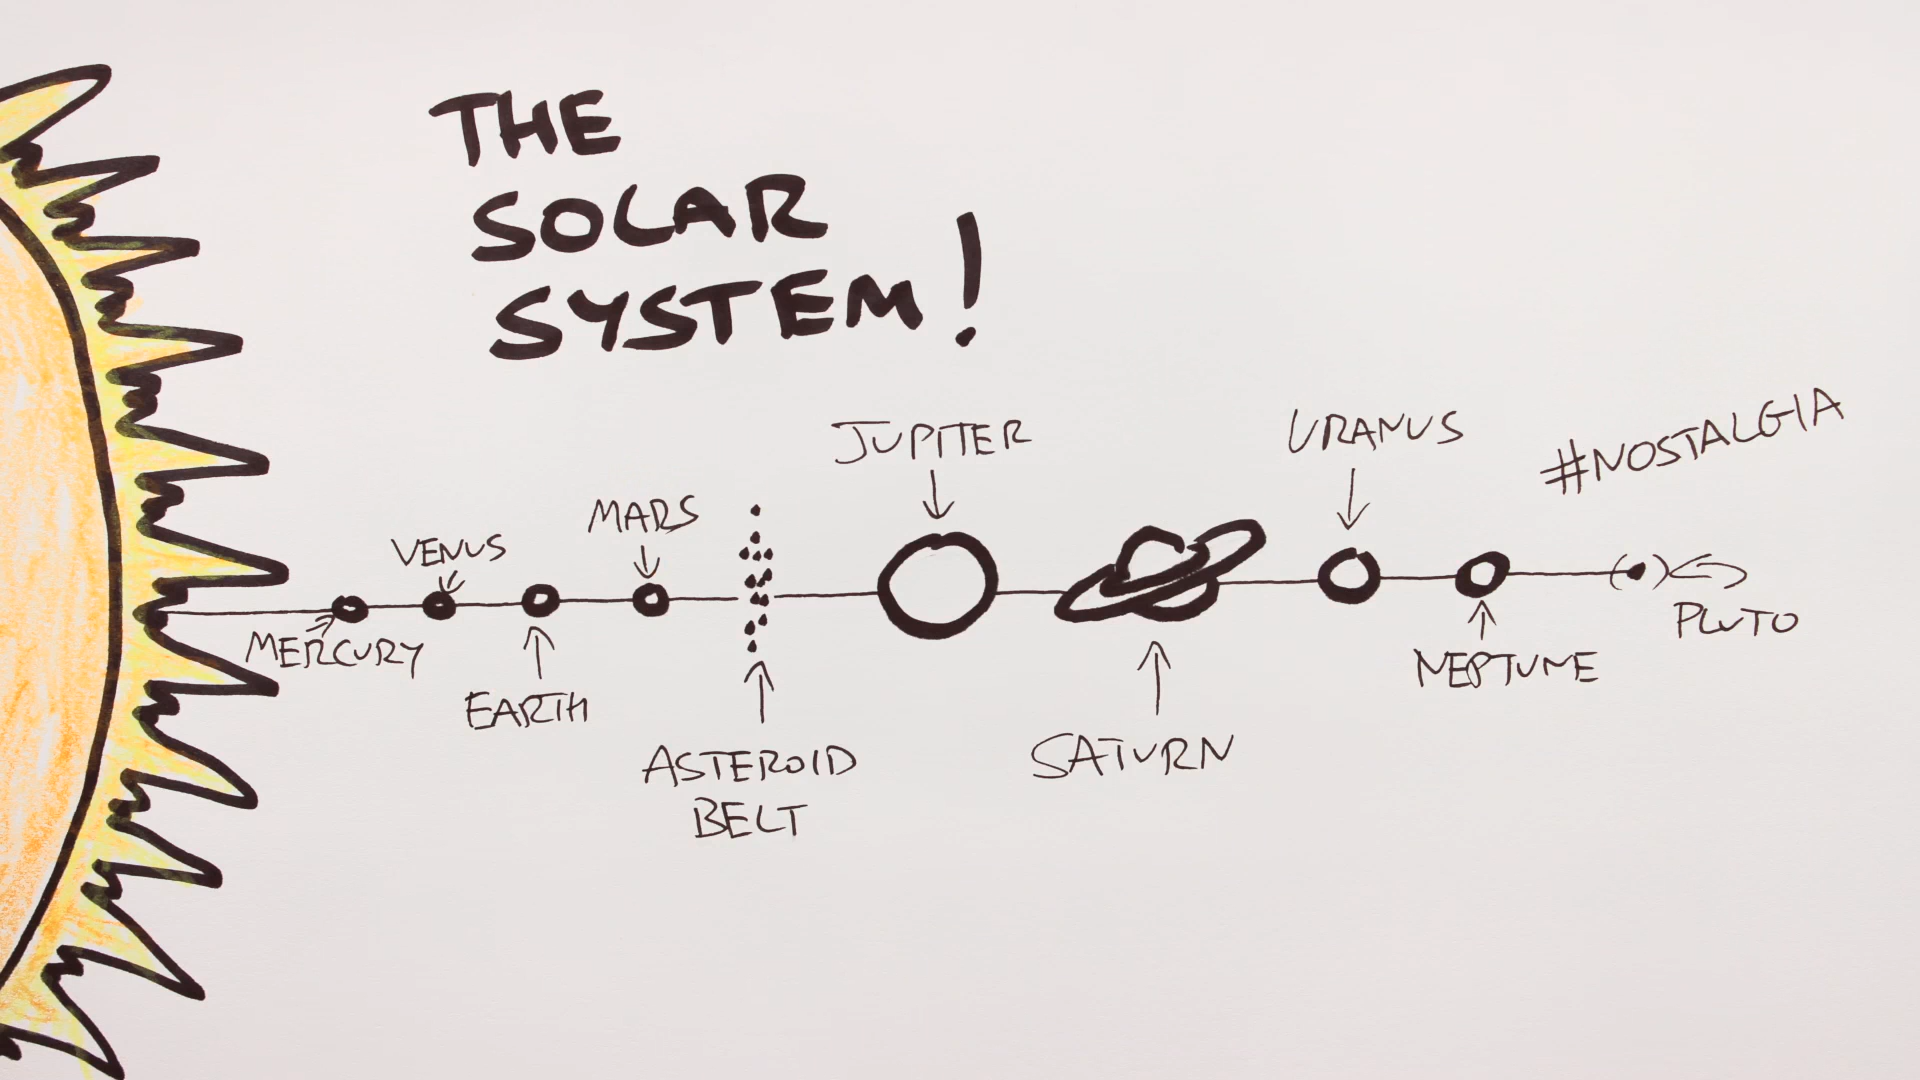 THE
SOLAR
SYSTEM!
JUPITER
URANUS
#NOSTALGIA
MARS
VENUS
MERCURY
EARTH
PLUTO
NEPTUNE
ASTEROID
BELT
SATURN